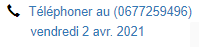 Téléphoner au (0677259496)
vendredi 2 avr. 2021